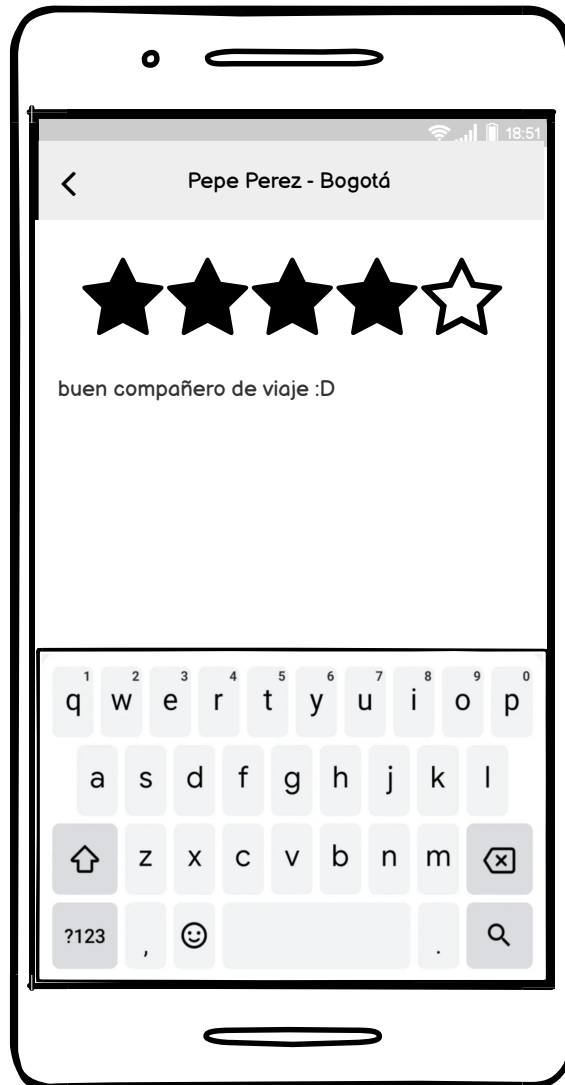 18:51
Pepe Perez - Bogotá
buen compañero de viaje :D
1 2 3 4 5 6 7 8 9 0
q w e r t y u i o p
a s d f g h j k l
z x c v b n m
?123 , .